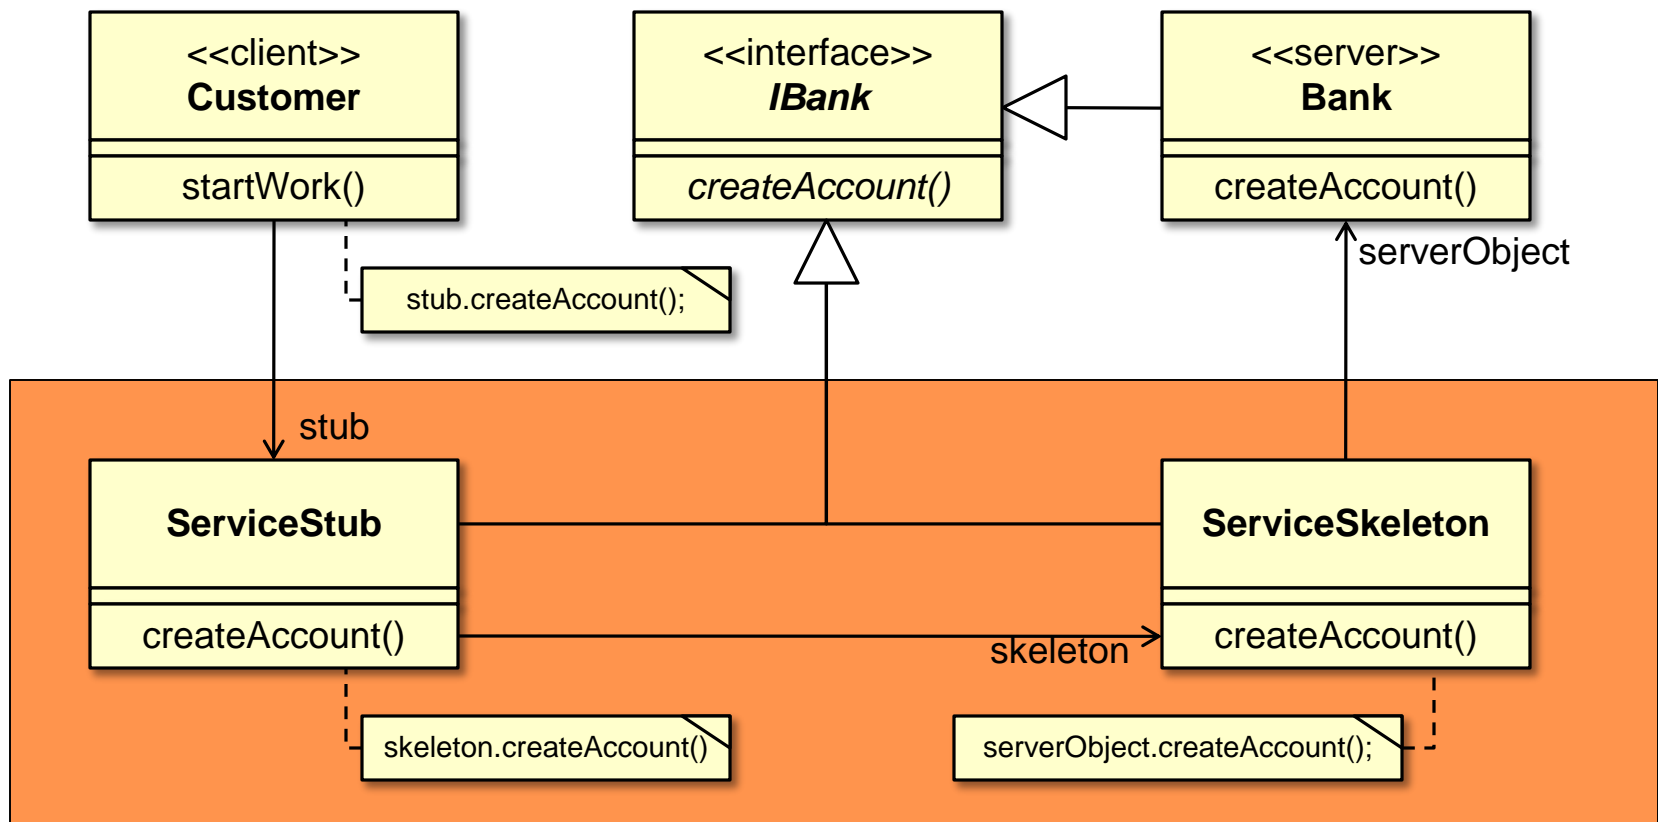 <<client>>
Customer
startWork()
<<interface>>
IBank
createAccount()
<<server>>
Bank
createAccount()
serverObject
stub.createAccount();
stub
ServiceStub
createAccount()
ServiceSkeleton
createAccount()
skeleton
skeleton.createAccount()
serverObject.createAccount();